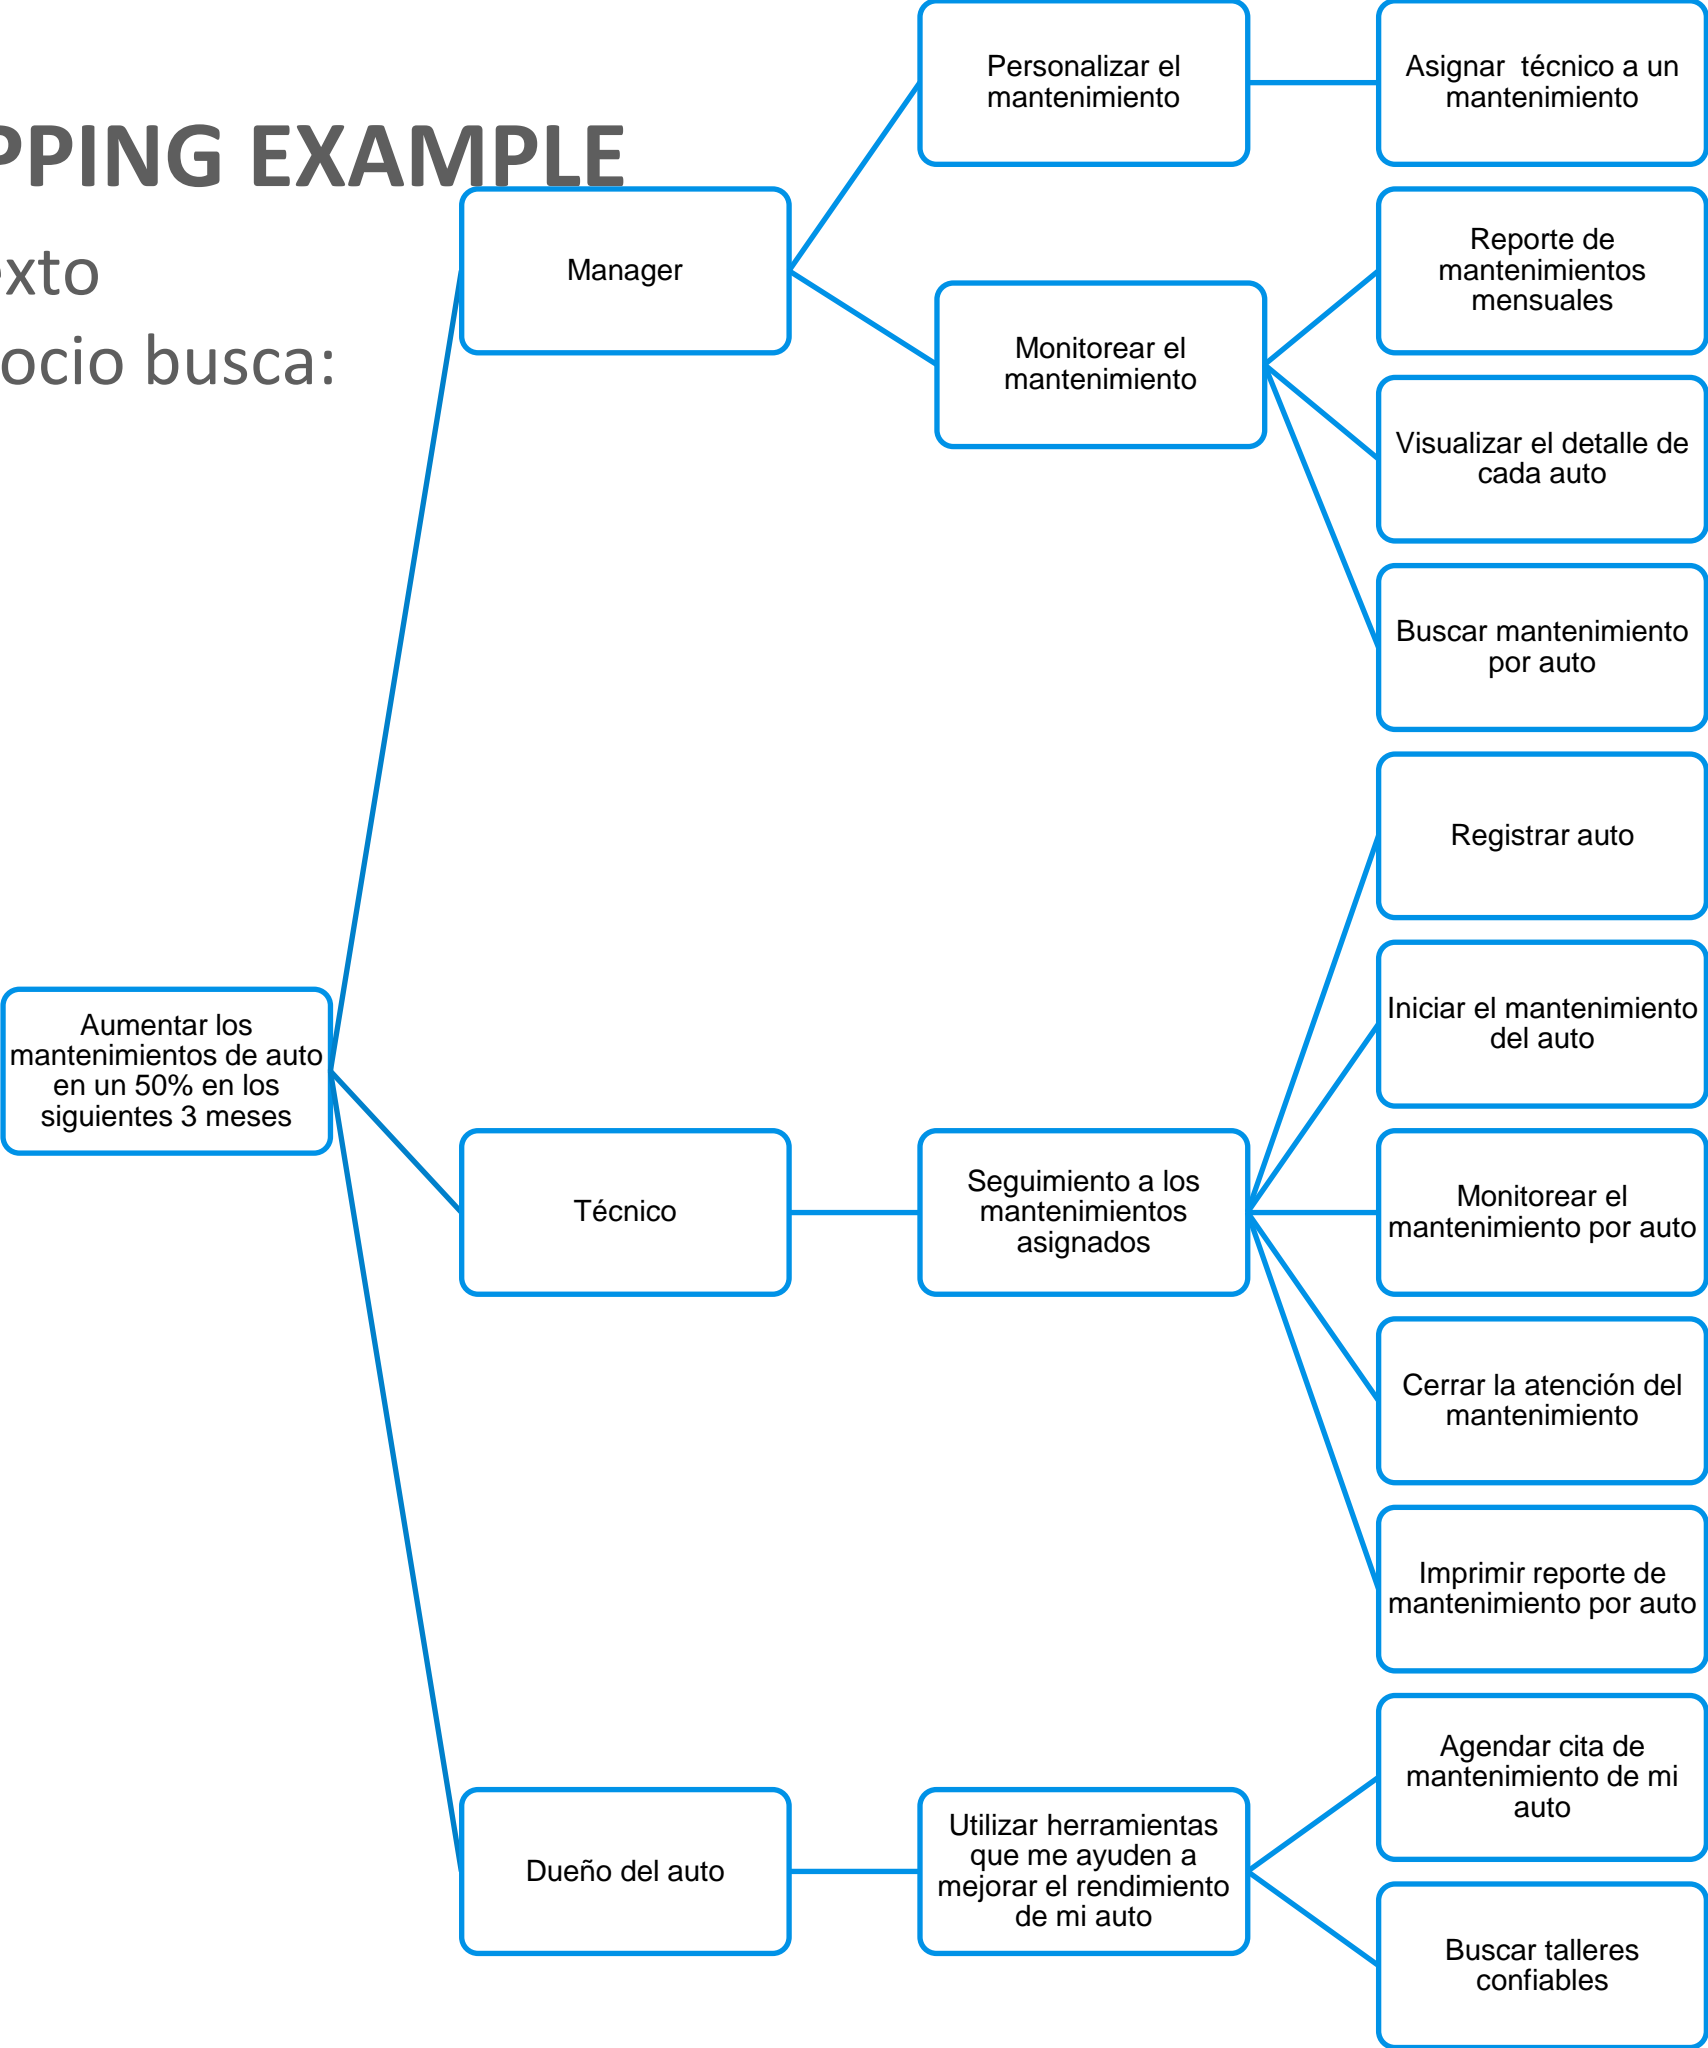 PPING EXAMPLE
exto
ocio busca:
Aumentar los
mantenimientos de auto
en un 50% en los
siguientes 3 meses
Manager
Personalizar el
mantenimiento
Asignar  técnico a un
mantenimiento
Monitorear el
mantenimiento
Reporte de
mantenimientos
mensuales
Visualizar el detalle de
cada auto
Buscar mantenimiento
por auto
Técnico
Seguimiento a los
mantenimientos
asignados
Registrar auto
Iniciar el mantenimiento
del auto
Monitorear el
mantenimiento por auto
Cerrar la atención del
mantenimiento
Imprimir reporte de
mantenimiento por auto
Dueño del auto
Utilizar herramientas
que me ayuden a
mejorar el rendimiento
de mi auto
Agendar cita de
mantenimiento de mi
auto
Buscar talleres
confiables